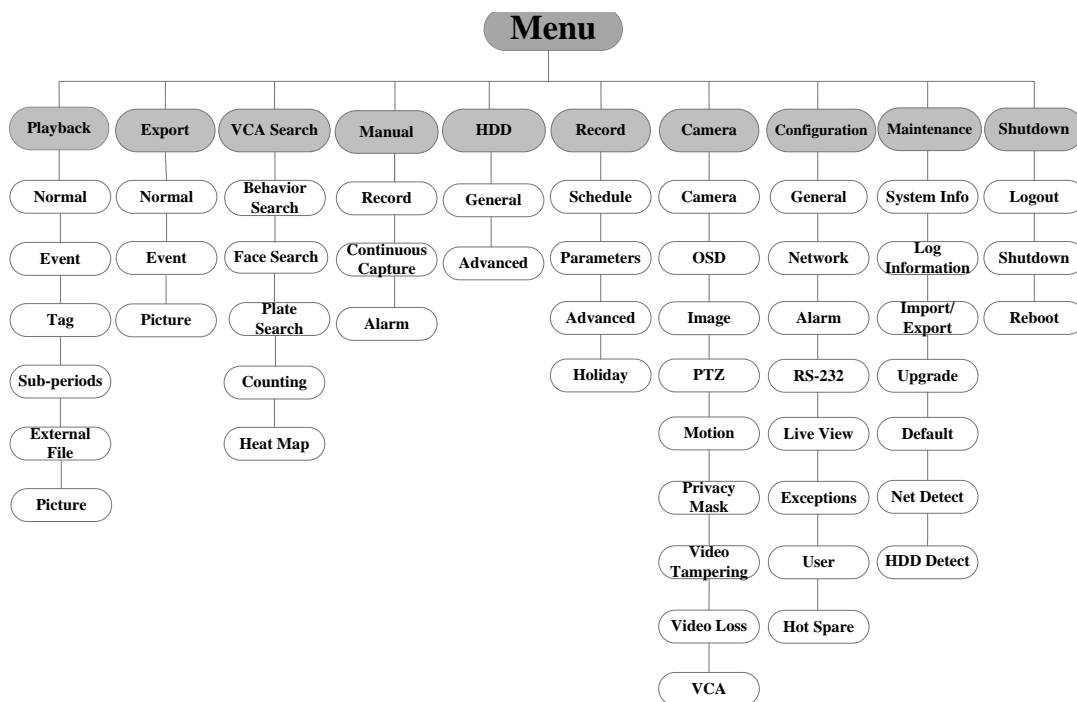 Menu
Playback
Export
VCA Search
Manual
HDD
Record
Camera
Configuration
Maintenance
Shutdown
Normal
Event
Tag
Sub-periods
External
File
Picture
Normal
Event
Picture
Behavior
Search
Face Search
Plate
Search
Counting
Heat Map
Record
Continuous
Capture
Alarm
General
Advanced
Schedule
Parameters
Advanced
Holiday
Camera
OSD
Image
PTZ
Motion
Privacy
Mask
Video
Tampering
Video Loss
VCA
General
Network
Alarm
RS-232
Live View
Exceptions
User
Hot Spare
System Info
Log
Information
Import/
Export
Upgrade
Default
Net Detect
HDD Detect
Logout
Shutdown
Reboot